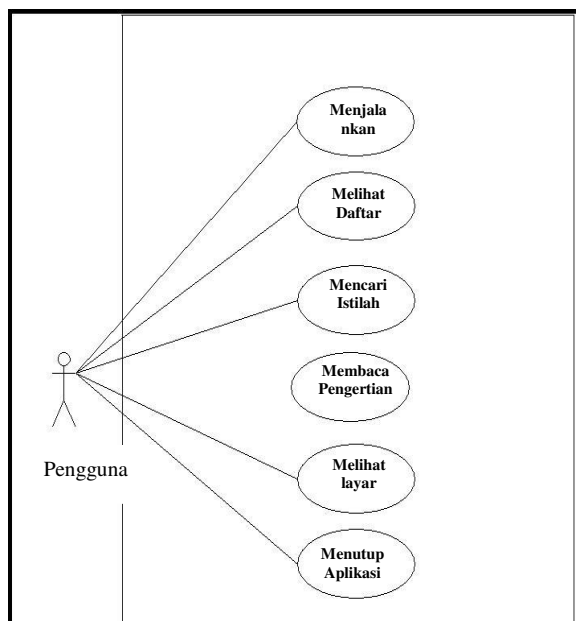 Menjala
nkan
Melihat
Daftar
Mencari
Istilah
Membaca
Pengertian
Pengguna
Melihat
layar
Menutup
Aplikasi